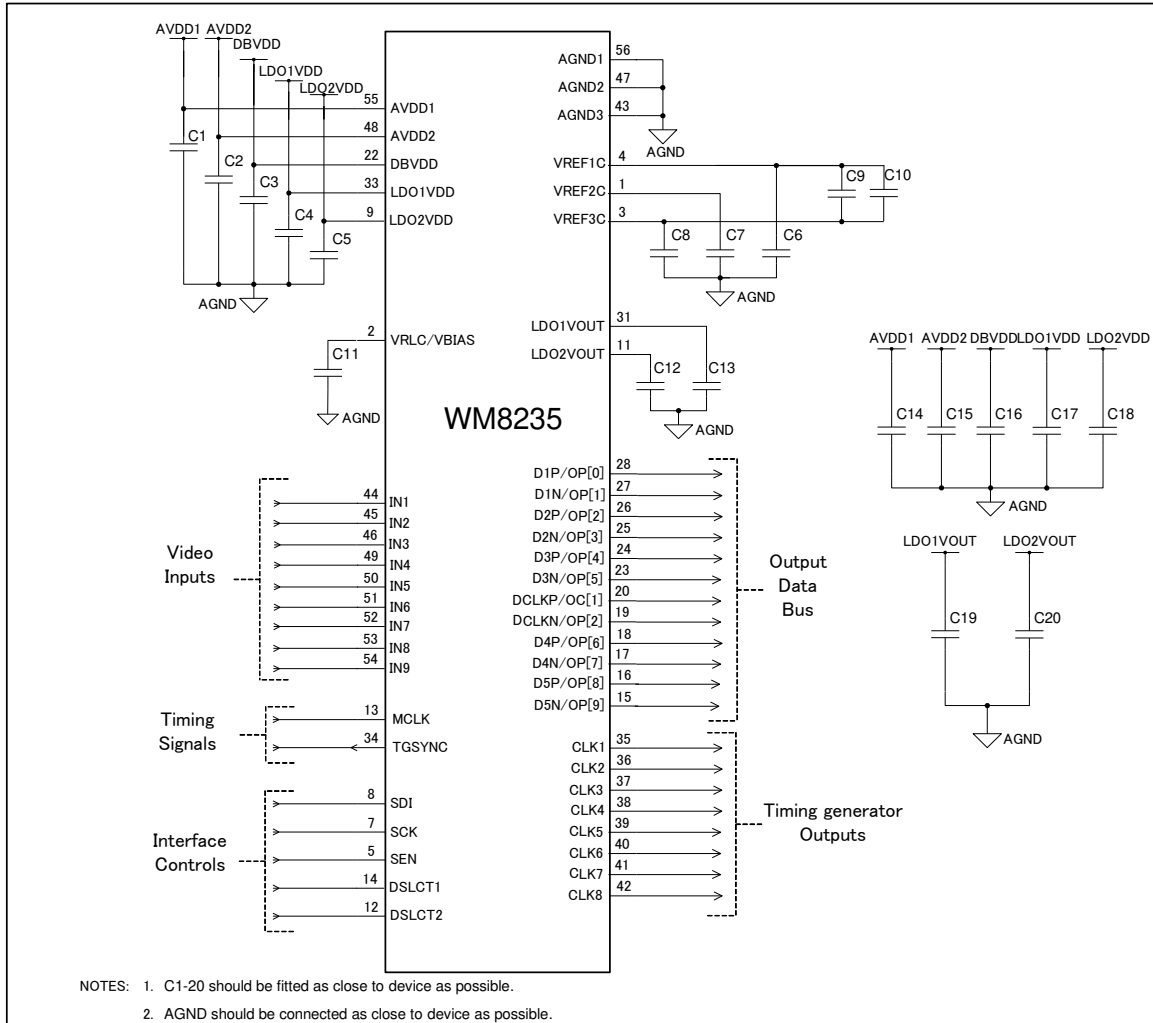 AVDD1
AVDD2
DBVDD
LDO1VDD
LDO2VDD
55 AVDD1
48 AVDD2
22 DBVDD
33 LDO1VDD
9 LDO2VDD
C1
C2
C3
C4
C5
AGND
2 VRLC/VBIAS
C11
AGND
WM8235
AGND1 56
AGND2 47
AGND3 43
AGND
VREF1C 4
VREF2C 1
VREF3C 3
C9
C10
C8
C7
C6
AGND
LDO1VOUT 31
LDO2VOUT 11
C12
C13
AGND
AVDD1
AVDD2
DBVDD
LDO1VDD
LDO2VDD
C14
C15
C16
C17
C18
AGND
LDO1VOUT
LDO2VOUT
C19
C20
AGND
Video
Inputs
44 IN1
45 IN2
46 IN3
49 IN4
50 IN5
51 IN6
52 IN7
53 IN8
54 IN9
Timing
Signals
13 MCLK
34 TGSYNC
Interface
Controls
8 SDI
7 SCK
5 SEN
14 DSLCT1
12 DSLCT2
D1P/OP[0] 28
D1N/OP[1] 27
D2P/OP[2] 26
D2N/OP[3] 25
D3P/OP[4] 24
D3N/OP[5] 23
DCLKP/OC[1] 20
DCLKN/OP[2] 19
D4P/OP[6] 18
D4N/OP[7] 17
D5P/OP[8] 16
D5N/OP[9] 15
Output
Data
Bus
CLK1 35
CLK2 36
CLK3 37
CLK4 38
CLK5 39
CLK6 40
CLK7 41
CLK8 42
Timing generator
Outputs
NOTES: 1. C1-20 should be fitted as close to device as possible.
2. AGND should be connected as close to device as possible.